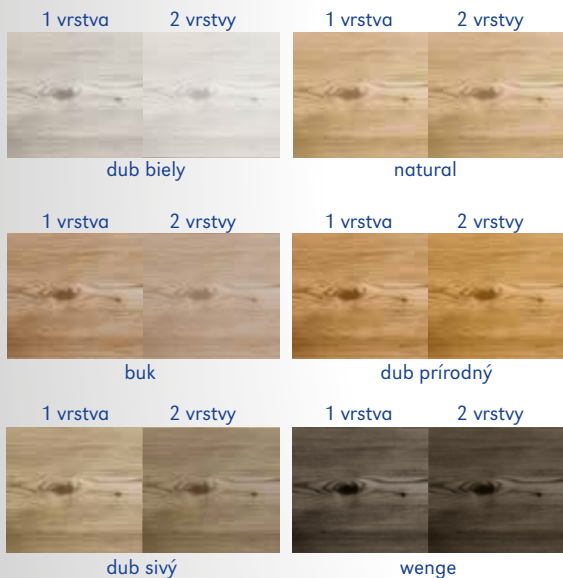 1 vrstva 2 vrstvy 1 vrstva 2 vrstvy
dub biely natural
1 vrstva 2 vrstvy 1 vrstva 2 vrstvy
buk dub prírodný
1 vrstva 2 vrstvy 1 vrstva 2 vrstvy
dub sivý wenge